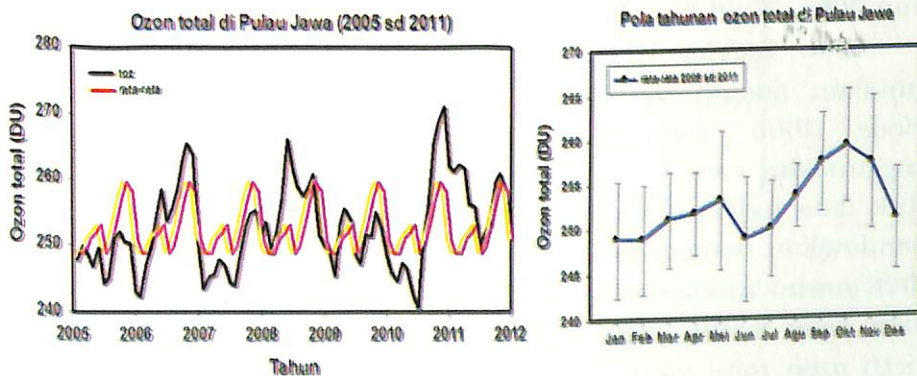 Ozon total di Pulau Jawa (2005 sd 2011)
Ozon total (DU)
280
270
260
250
240
toz
rata-rata
2005 2006 2007 2008 2009 2010 2011 2012
Tahun
Pola tahunan ozon total di Pulau Jawa
Ozon total (DU)
270
265
260
255
250
245
240
rata-rata 2005 sd 2011
Jan Feb Mar Apr Mei Jun Jul Agu Sep Okt Nov Des